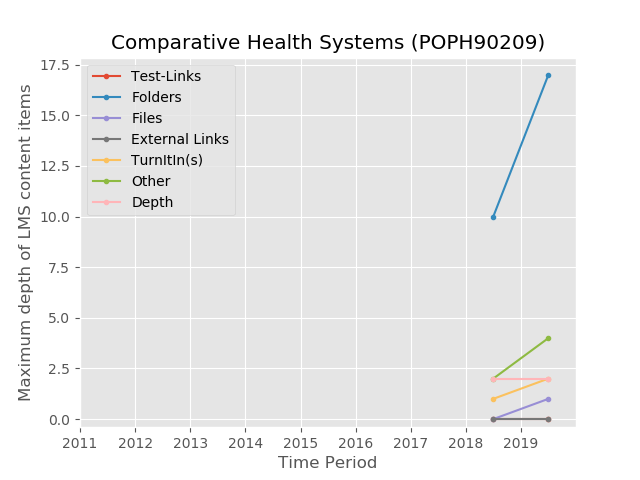 Comparative Health Systems (POPH90209)
Maximum depth of LMS content items
17.5
15.0
12.5
10.0
7.5
5.0
2.5
0.0
Test-Links
Folders
Files
External Links
TurnItIn(s)
Other
Depth
2011 2012 2013 2014 2015 2016 2017 2018 2019
Time Period